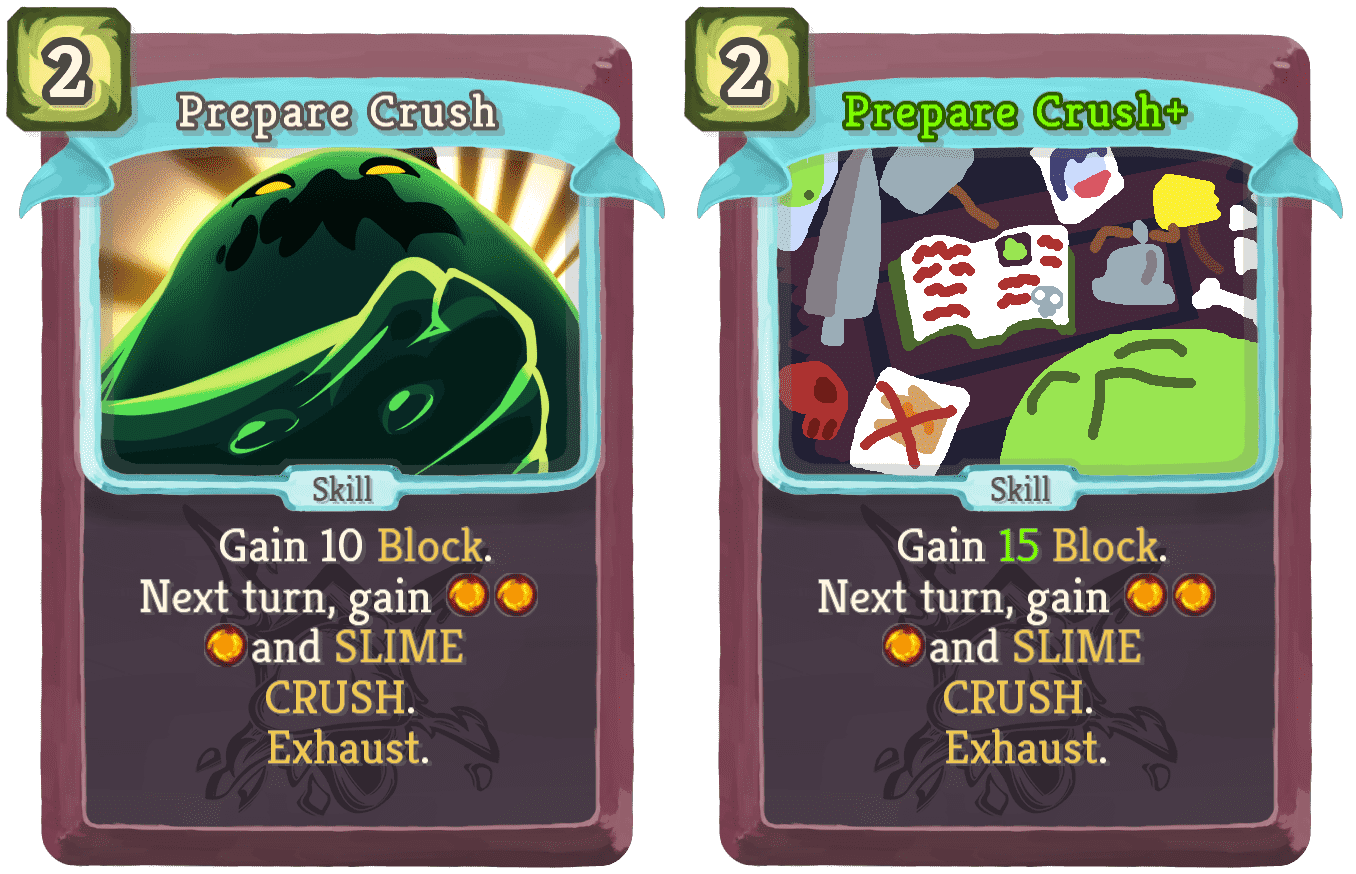 2
Prepare Crush
Skill
Gain 10 Block.
Next turn, gain
and SLIME
CRUSH.
Exhaust.
2
Prepare Crush+
Skill
Gain 15 Block.
Next turn, gain
and SLIME
CRUSH.
Exhaust.